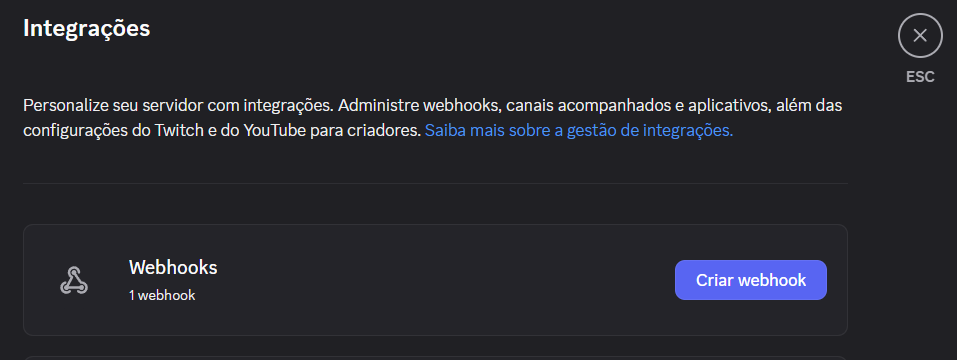 Integrações
ESC
Personalize seu servidor com integrações. Administre webhooks, canais acompanhados e aplicativos, além das
configurações do Twitch e do YouTube para criadores. Saiba mais sobre a gestão de integrações.
Webhooks
1 webhook
Criar webhook